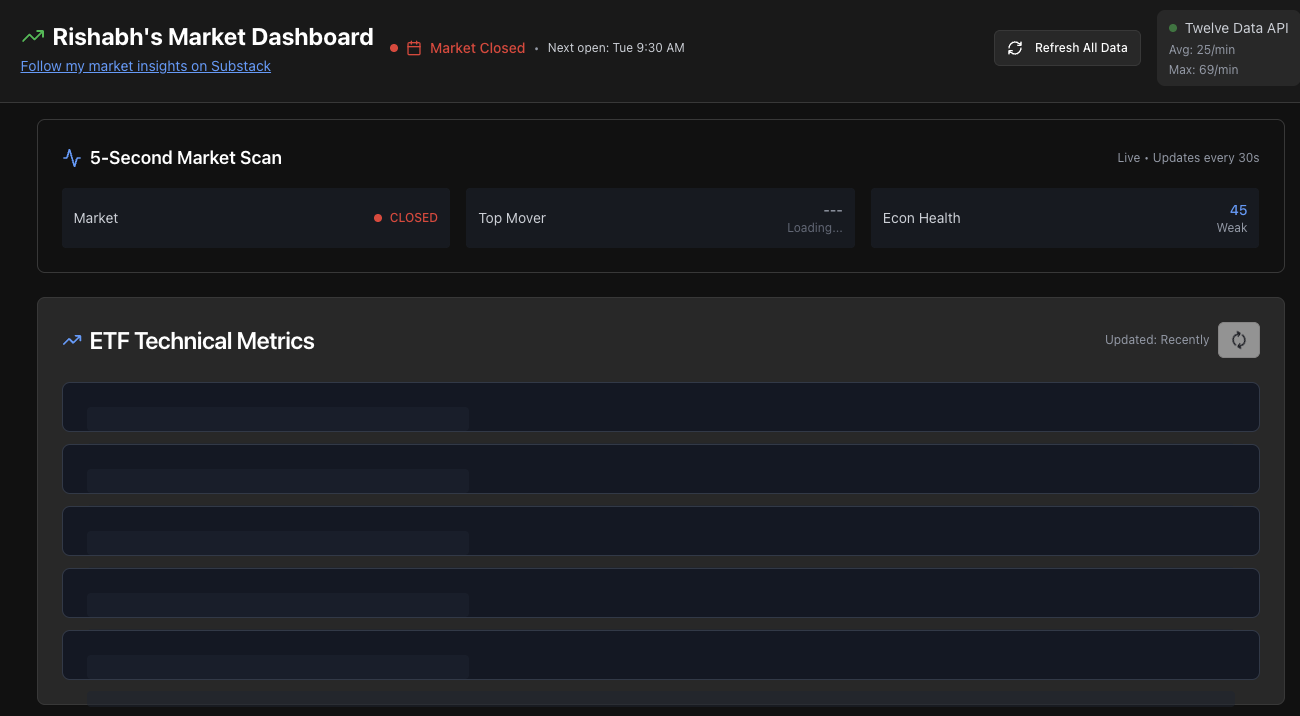 Rishabh's Market Dashboard
Follow my market insights on Substack
Market Closed • Next open: Tue 9:30 AM
Refresh All Data
Twelve Data API
Avg: 25/min
Max: 69/min
5-Second Market Scan
Live • Updates every 30s
Market
CLOSED
Top Mover
---
Loading...
Econ Health
45
Weak
ETF Technical Metrics
Updated: Recently